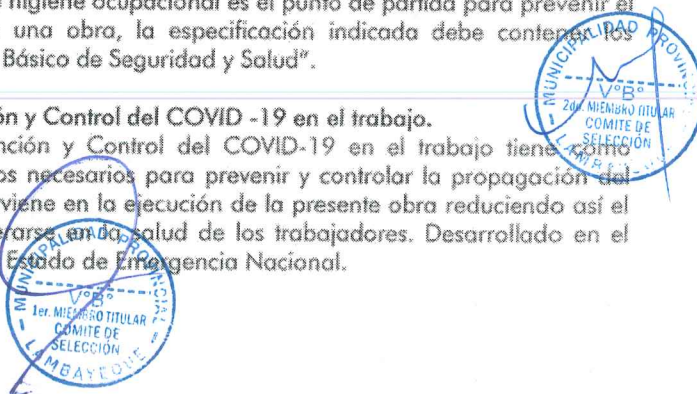 higiene ocupacional es el punto de partida para prevenir el
una obra, la especificación indicada debe contener los
Básico de Seguridad y Salud".
ón y Control del COVID -19 en el trabajo.
nción y Control del COVID-19 en el trabajo tiene como
os necesarios para prevenir y controlar la propagación del
viene en la ejecución de la presente obra reduciendo así el
en la salud de los trabajadores. Desarrollado en el
Estado de Emergencia Nacional.
MUNICIPALIDAD PROVINC
V°B°
2do. MIEMBRO TITULAR
COMITE DE
SELECCIÓN
MUNICIPALIDAD PROVINCIAL
V°B°
1er. MIEMBRO TITULAR
COMITE DE
SELECCIÓN
LAMBAYEQUE